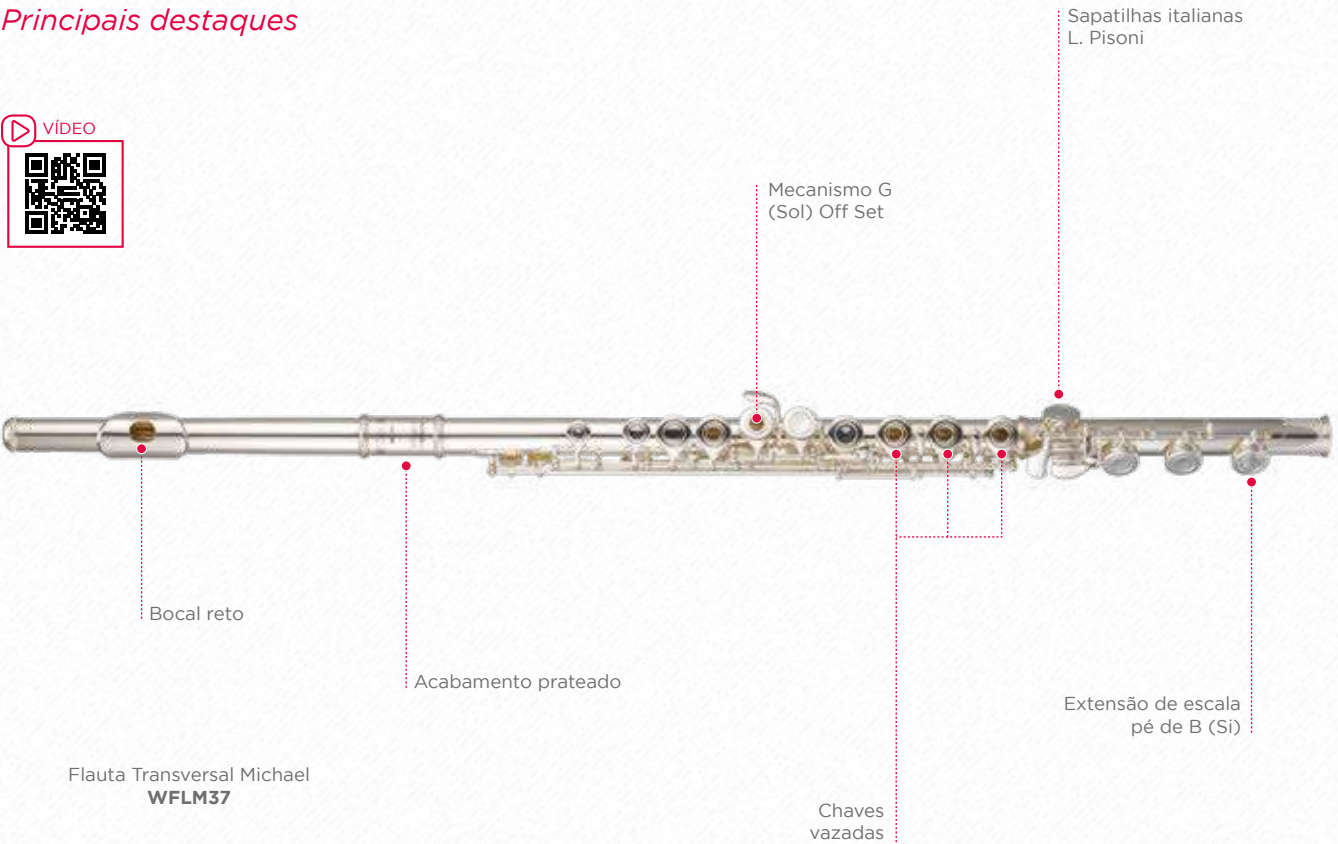 Principais destaques
Sapatilhas italianas
L. Pisoni
VÍDEO
Mecanismo G
(Sol) Off Set
Bocal reto
Acabamento prateado
Extensão de escala
pé de B (Si)
Flauta Transversal Michael
WFLM37
Chaves
vazadas